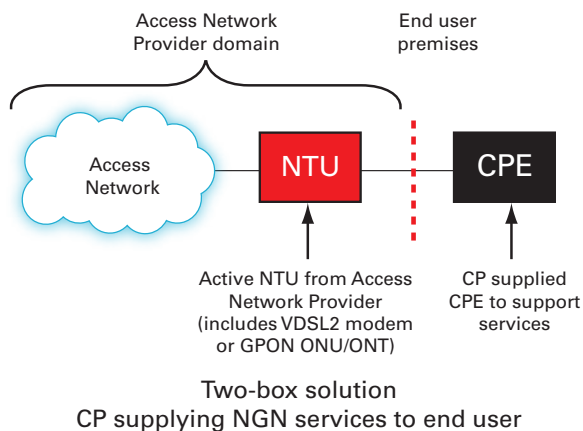 Access Network
Provider domain
End user
premises
Access
Network
NTU
CPE
Active NTU from Access
Network Provider
(includes VDSL2 modem
or GPON ONU/ONT)
CP supplied
CPE to support
services
Two-box solution
CP supplying NGN services to end user